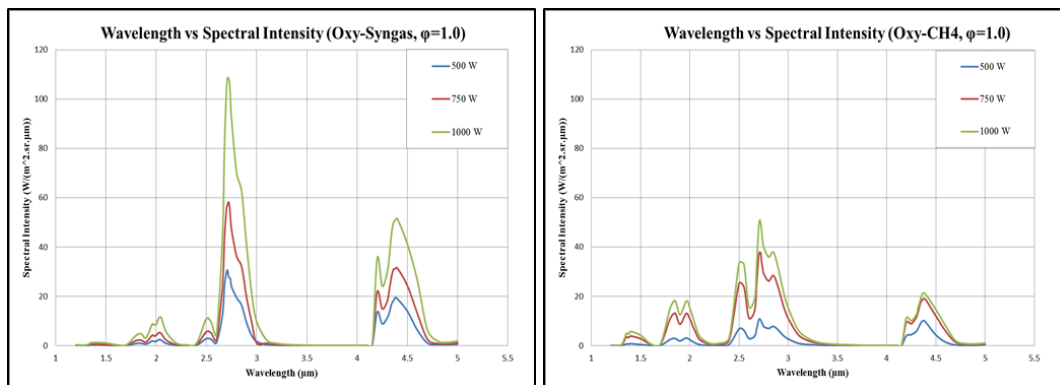 Wavelength vs Spectral Intensity (Oxy-Syngas, φ=1.0)
120
100
80
60
40
20
0
Spectral Intensity (W/(m^2.sr.µm))
500 W
750 W
1000 W
1 1.5 2 2.5 3 3.5 4 4.5 5 5.5
Wavelength (µm)
Wavelength vs Spectral Intensity (Oxy-CH4, φ=1.0)
120
100
80
60
40
20
0
Spectral Intensity (W/(m^2.sr.µm))
500 W
750 W
1000 W
1 1.5 2 2.5 3 3.5 4 4.5 5 5.5
Wavelength (µm)